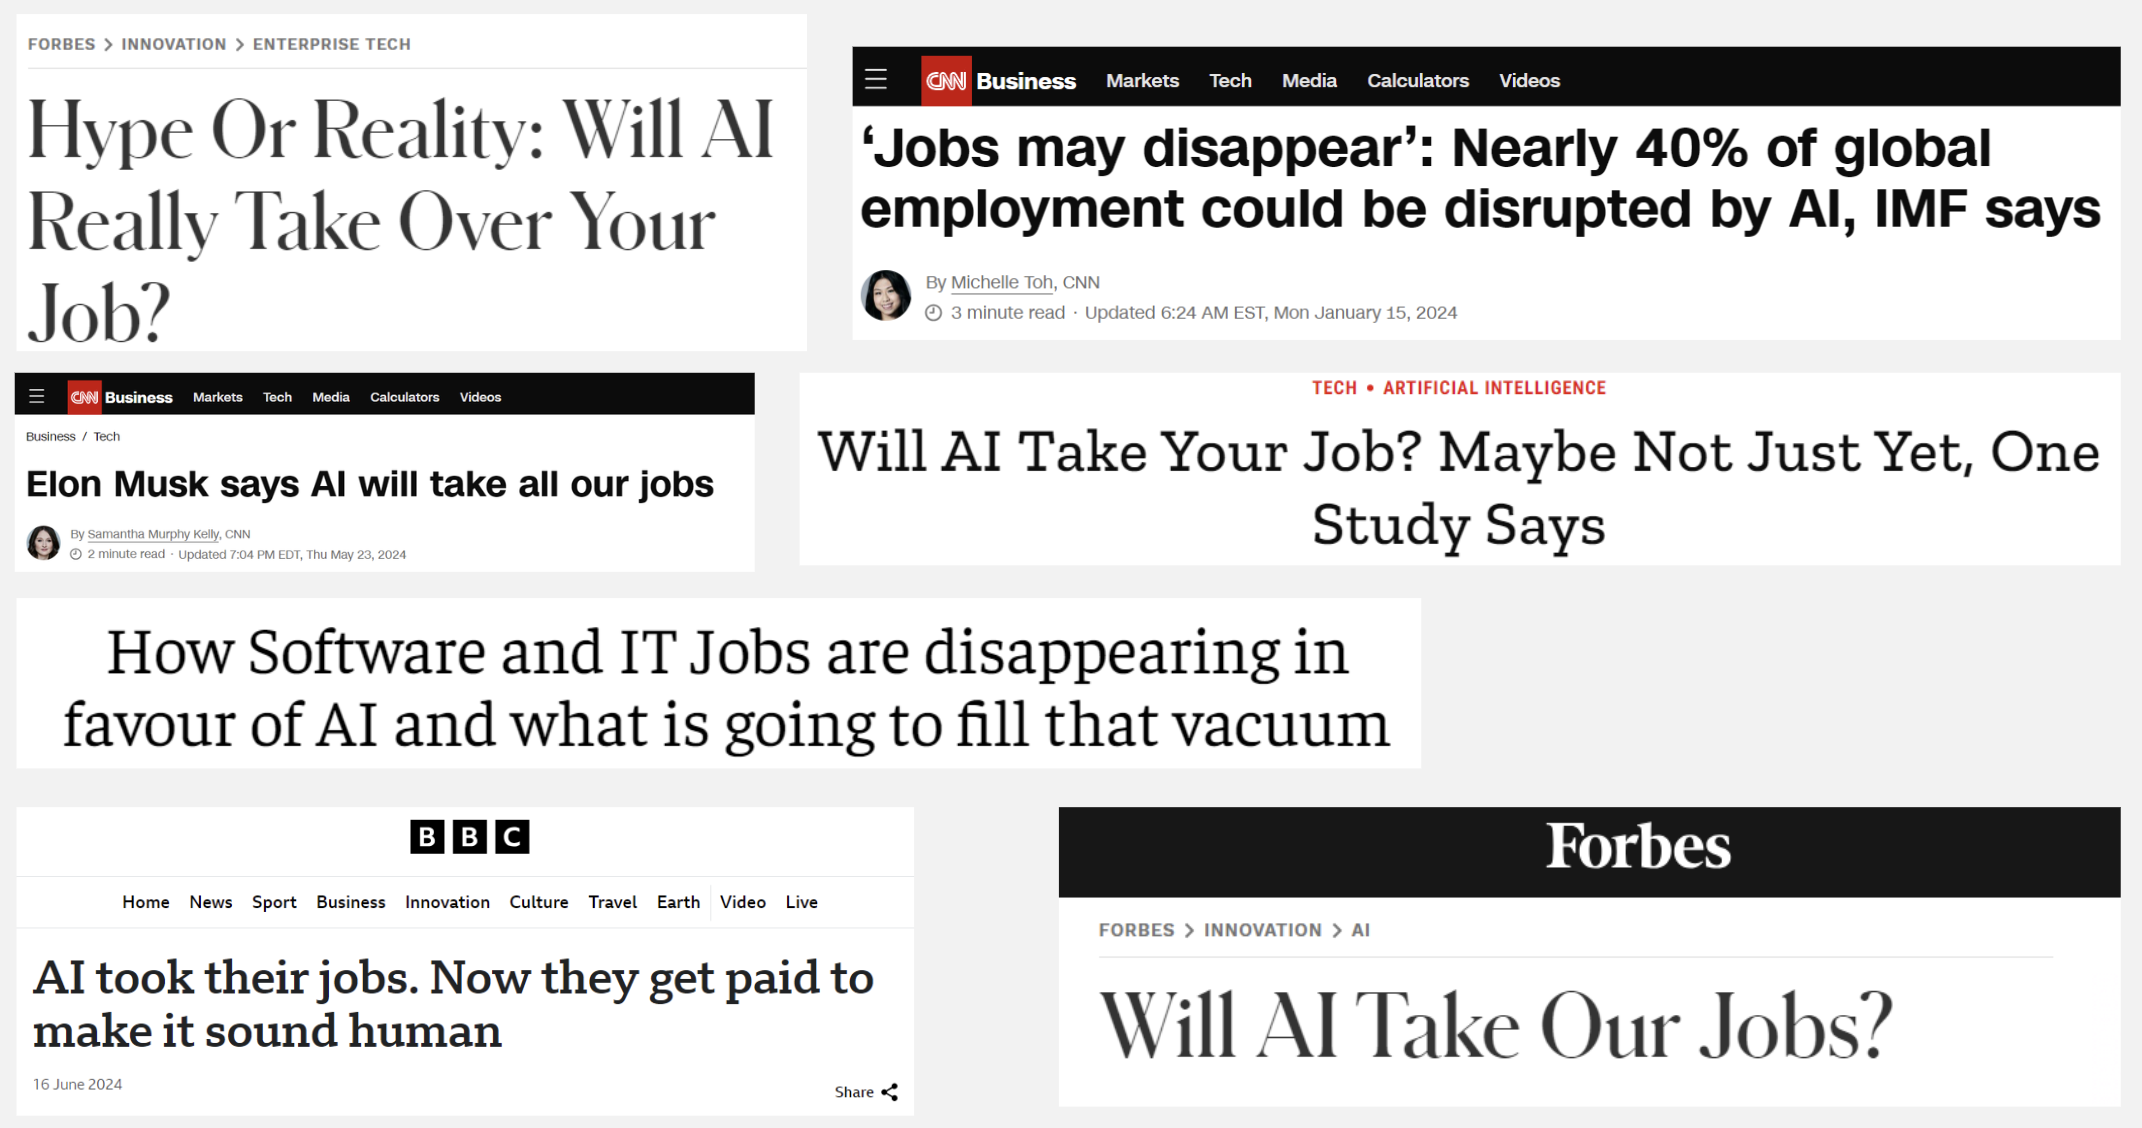 FORBES > INNOVATION > ENTERPRISE TECH
Hype Or Reality: Will AI
Really Take Over Your
Job?
CNN Business Markets Tech Media Calculators Videos
‘Jobs may disappear’: Nearly 40% of global
employment could be disrupted by AI, IMF says
By Michelle Toh, CNN
3 minute read · Updated 6:24 AM EST, Mon January 15, 2024
CNN Business Markets Tech Media Calculators Videos
Business / Tech
Elon Musk says AI will take all our jobs
By Samantha Murphy Kelly, CNN
2 minute read · Updated 7:04 PM EDT, Thu May 23, 2024
TECH • ARTIFICIAL INTELLIGENCE
Will AI Take Your Job? Maybe Not Just Yet, One
Study Says
How Software and IT Jobs are disappearing in
favour of AI and what is going to fill that vacuum
BBC
Home News Sport Business Innovation Culture Travel Earth Video Live
AI took their jobs. Now they get paid to
make it sound human
16 June 2024
Share
Forbes
FORBES > INNOVATION > AI
Will AI Take Our Jobs?